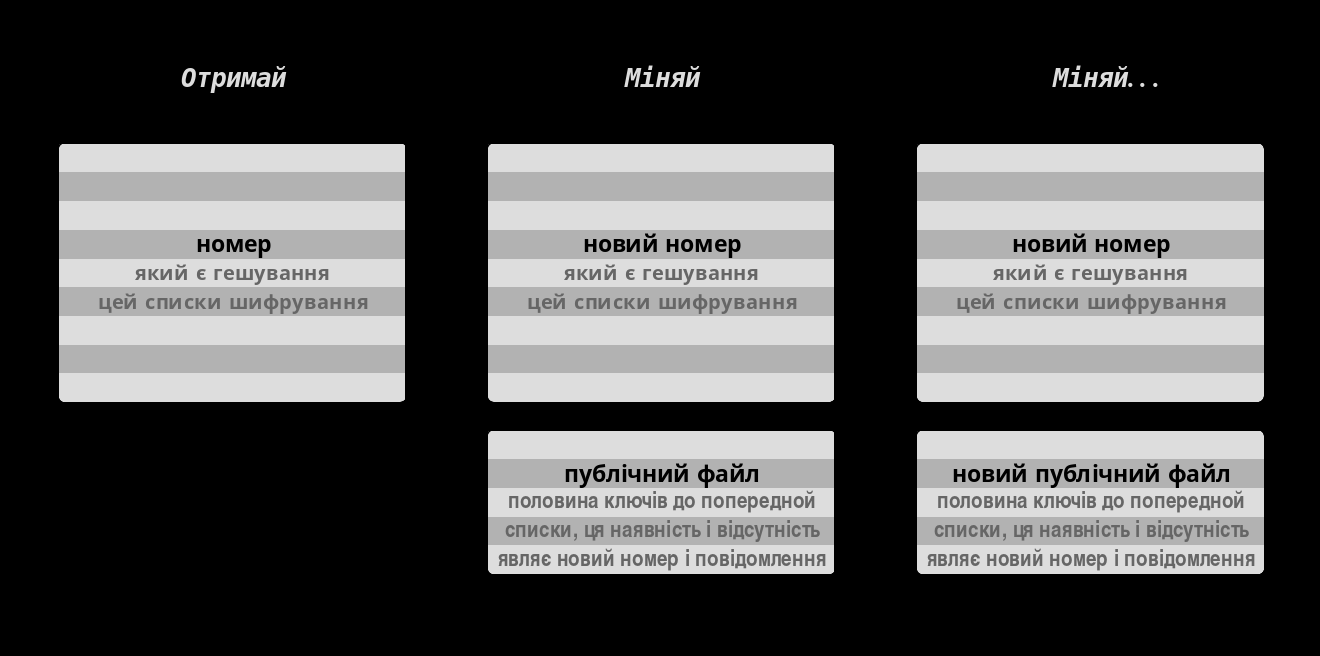 Отримай
Міняй
Міняй...
номер
який є гешування
цей списки шифрування
новий номер
який є гешування
цей списки шифрування
новий номер
який є гешування
цей списки шифрування
публічний файл
половина ключів до попередной
списки, ця наявність і відсутність
являє новий номер і повідомлення
новий публічний файл
половина ключів до попередной
списки, ця наявність і відсутність
являє новий номер і повідомлення